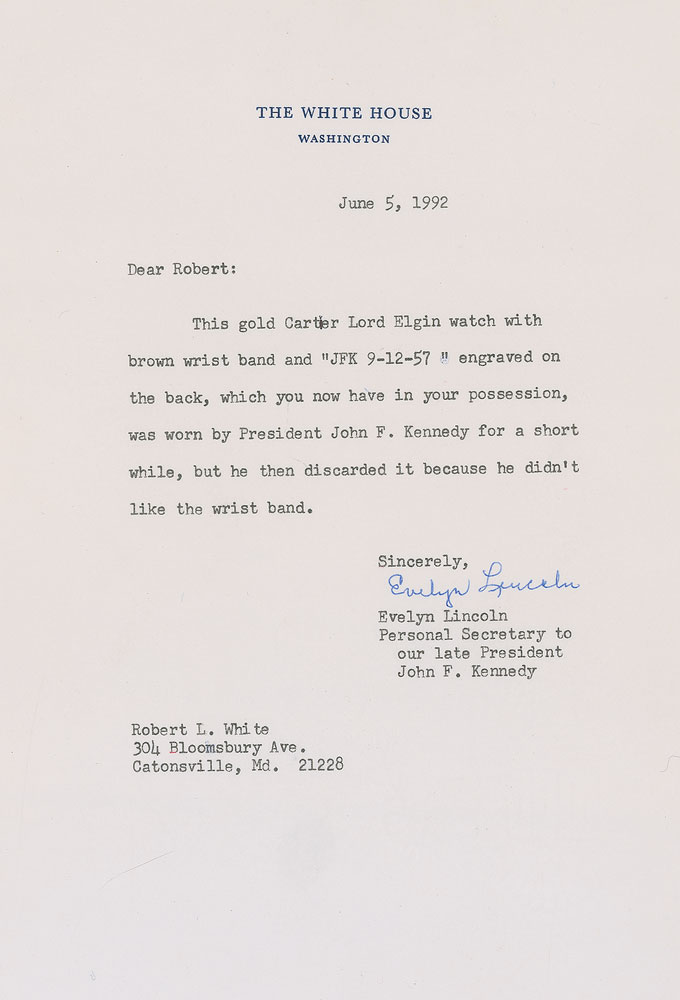 THE WHITE HOUSE
WASHINGTON
June 5, 1992
Dear Robert:
This gold Cartier Lord Elgin watch with
brown wrist band and "JFK 9-12-57 " engraved on
the back, which you now have in your possession,
was worn by President John F. Kennedy for a short
while, but he then discarded it because he didn't
like the wrist band.
Sincerely,
Evelyn Lincoln
Evelyn Lincoln
Personal Secretary to
our late President
John F. Kennedy
Robert L. White
304 Bloomsbury Ave.
Catonsville, Md. 21228